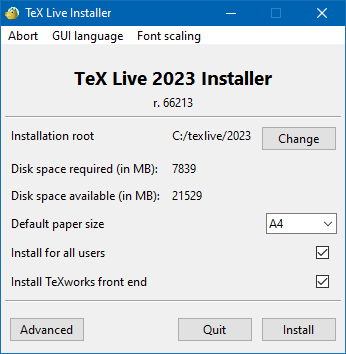 TeX Live Installer
Abort GUI language Font scaling
TeX Live 2023 Installer
r. 66213
Installation root C:/texlive/2023 Change
Disk space required (in MB): 7839
Disk space available (in MB): 21529
Default paper size A4
Install for all users
Install TeXworks front end
Advanced Quit Install